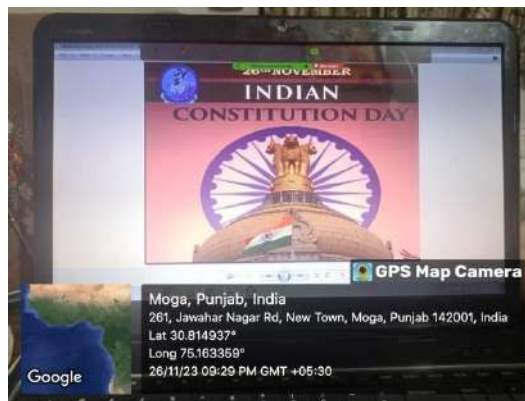 26TH NOVEMBER
INDIAN
CONSTITUTION DAY
GPS Map Camera
Moga, Punjab, India
261, Jawahar Nagar Rd, New Town, Moga, Punjab 142001, India
Lat 30.814937°
Long 75.163359°
26/11/23 09:29 PM GMT +05:30
Google